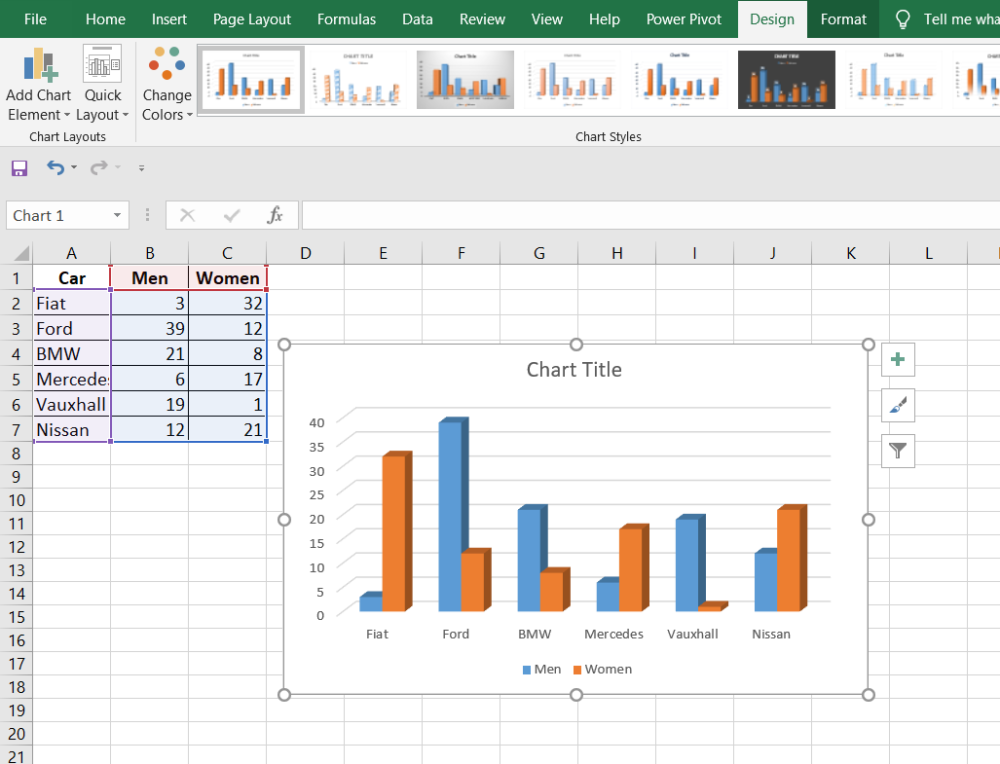 File Home Insert Page Layout Formulas Data Review View Help Power Pivot Design Format Tell me wha
Add Chart Element
Quick Layout
Change Colors
Chart Layouts
Chart Styles
Chart 1
fx
A B C D E F G H I J K L
1 Car Men Women
2 Fiat 3 32
3 Ford 39 12
4 BMW 21 8
5 Mercede 6 17
6 Vauxhall 19 1
7 Nissan 12 21
8
9
10
11
12
13
14
15
16
17
18
19
20
21
Chart Title
40
35
30
25
20
15
10
5
0
Fiat Ford BMW Mercedes Vauxhall Nissan
Men Women